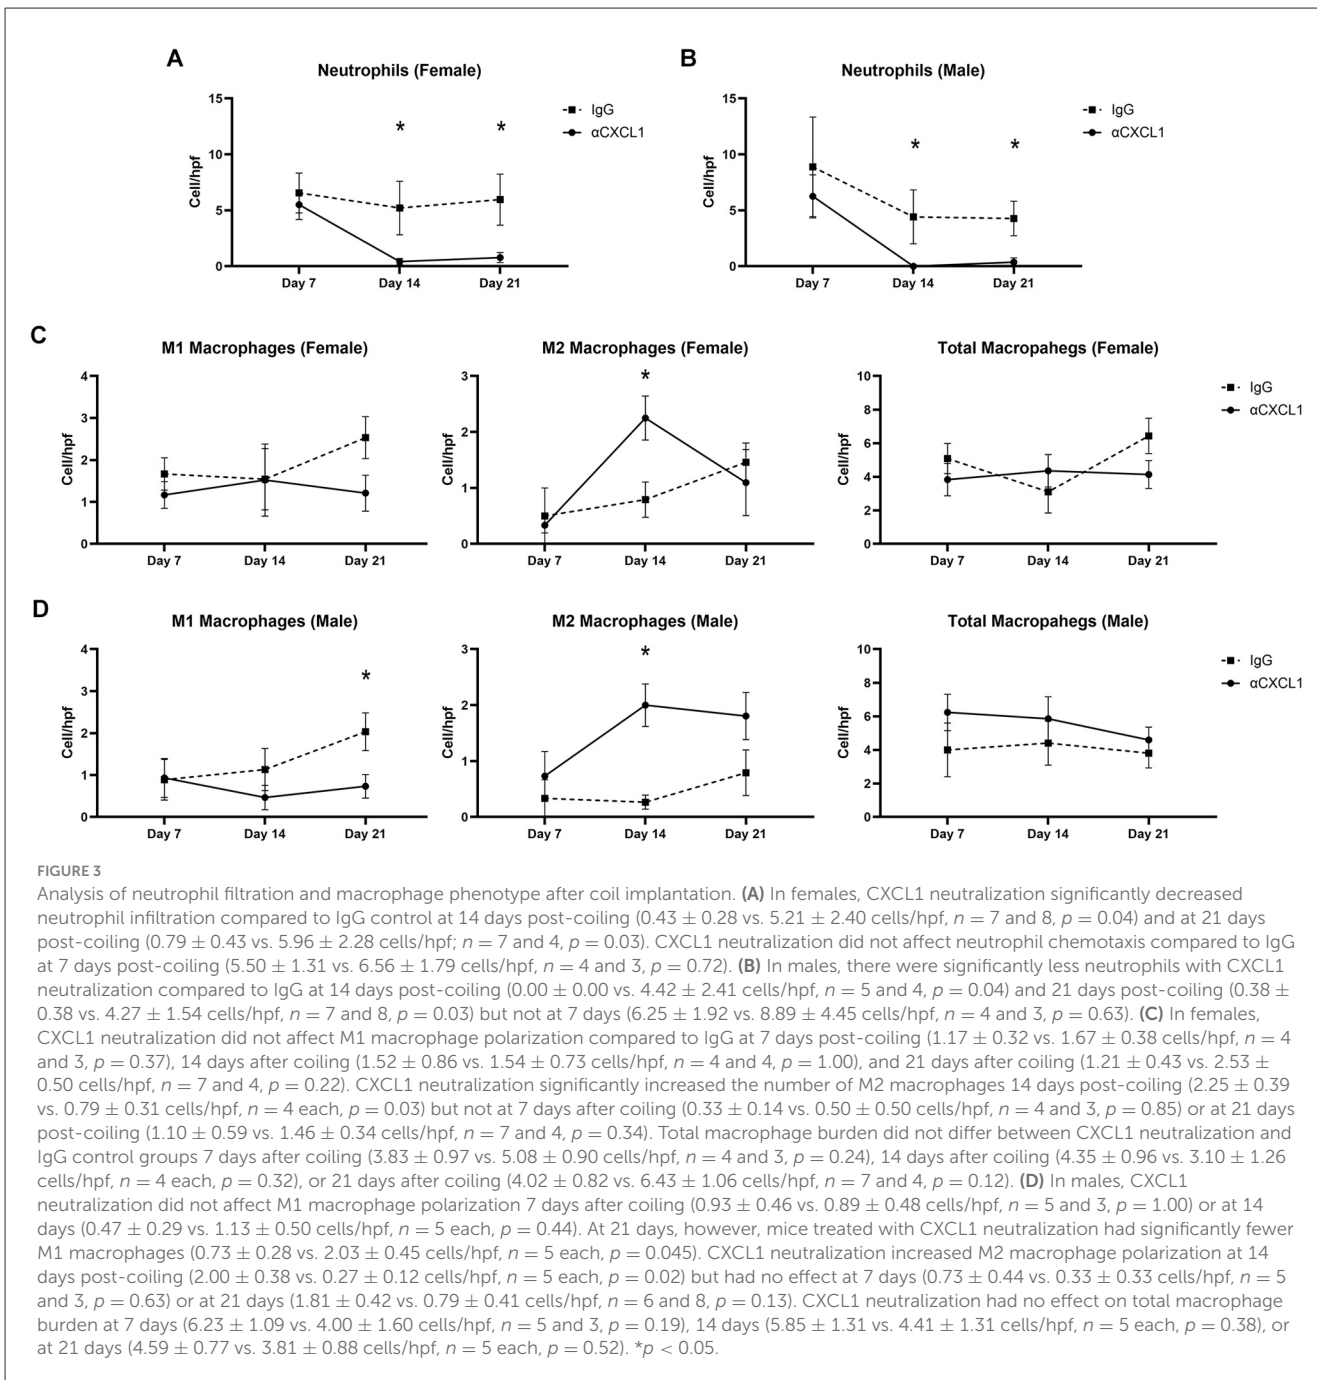 A
Neutrophils (Female)
15
10
5
0
Cell/hpf
* *
Day 7 Day 14 Day 21
IgG
αCXCL1
B
Neutrophils (Male)
15
10
5
0
Cell/hpf
* *
Day 7 Day 14 Day 21
IgG
αCXCL1
C
M1 Macrophages (Female)
4
3
2
1
0
Cell/hpf
Day 7 Day 14 Day 21
M2 Macrophages (Female)
3
2
1
0
Cell/hpf
*
Day 7 Day 14 Day 21
Total Macropahegs (Female)
10
8
6
4
2
0
Cell/hpf
Day 7 Day 14 Day 21
IgG
αCXCL1
D
M1 Macrophages (Male)
4
3
2
1
0
Cell/hpf
*
Day 7 Day 14 Day 21
M2 Macrophages (Male)
3
2
1
0
Cell/hpf
*
Day 7 Day 14 Day 21
Total Macropahegs (Male)
10
8
6
4
2
0
Cell/hpf
Day 7 Day 14 Day 21
IgG
αCXCL1
FIGURE 3
Analysis of neutrophil filtration and macrophage phenotype after coil implantation. (A) In females, CXCL1 neutralization significantly decreased
neutrophil infiltration compared to IgG control at 14 days post-coiling (0.43 ± 0.28 vs. 5.21 ± 2.40 cells/hpf, n = 7 and 8, p = 0.04) and at 21 days
post-coiling (0.79 ± 0.43 vs. 5.96 ± 2.28 cells/hpf; n = 7 and 4, p = 0.03). CXCL1 neutralization did not affect neutrophil chemotaxis compared to IgG
at 7 days post-coiling (5.50 ± 1.31 vs. 6.56 ± 1.79 cells/hpf, n = 4 and 3, p = 0.72). (B) In males, there were significantly less neutrophils with CXCL1
neutralization compared to IgG at 14 days post-coiling (0.00 ± 0.00 vs. 4.42 ± 2.41 cells/hpf, n = 5 and 4, p = 0.04) and 21 days post-coiling (0.38 ±
0.38 vs. 4.27 ± 1.54 cells/hpf, n = 7 and 8, p = 0.03) but not at 7 days (6.25 ± 1.92 vs. 8.89 ± 4.45 cells/hpf, n = 4 and 3, p = 0.63). (C) In females,
CXCL1 neutralization did not affect M1 macrophage polarization compared to IgG at 7 days post-coiling (1.17 ± 0.32 vs. 1.67 ± 0.38 cells/hpf, n = 4
and 3, p = 0.37), 14 days after coiling (1.52 ± 0.86 vs. 1.54 ± 0.73 cells/hpf, n = 4 and 4, p = 1.00), and 21 days after coiling (1.21 ± 0.43 vs. 2.53 ±
0.50 cells/hpf, n = 7 and 4, p = 0.22). CXCL1 neutralization significantly increased the number of M2 macrophages 14 days post-coiling (2.25 ± 0.39
vs. 0.79 ± 0.31 cells/hpf, n = 4 each, p = 0.03) but not at 7 days after coiling (0.33 ± 0.14 vs. 0.50 ± 0.50 cells/hpf, n = 4 and 3, p = 0.85) or at 21 days
post-coiling (1.10 ± 0.59 vs. 1.46 ± 0.34 cells/hpf, n = 7 and 4, p = 0.34). Total macrophage burden did not differ between CXCL1 neutralization and
IgG control groups 7 days after coiling (3.83 ± 0.97 vs. 5.08 ± 0.90 cells/hpf, n = 4 and 3, p = 0.24), 14 days after coiling (4.35 ± 0.96 vs. 3.10 ± 1.26
cells/hpf, n = 4 each, p = 0.32), or 21 days after coiling (4.02 ± 0.82 vs. 6.43 ± 1.06 cells/hpf, n = 7 and 4, p = 0.12). (D) In males, CXCL1
neutralization did not affect M1 macrophage polarization 7 days after coiling (0.93 ± 0.46 vs. 0.89 ± 0.48 cells/hpf, n = 5 and 3, p = 1.00) or at 14
days (0.47 ± 0.29 vs. 1.13 ± 0.50 cells/hpf, n = 5 each, p = 0.44). At 21 days, however, mice treated with CXCL1 neutralization had significantly fewer
M1 macrophages (0.73 ± 0.28 vs. 2.03 ± 0.45 cells/hpf, n = 5 each, p = 0.045). CXCL1 neutralization increased M2 macrophage polarization at 14
days post-coiling (2.00 ± 0.38 vs. 0.27 ± 0.12 cells/hpf, n = 5 each, p = 0.02) but had no effect at 7 days (0.73 ± 0.44 vs. 0.33 ± 0.33 cells/hpf, n = 5
and 3, p = 0.63) or at 21 days (1.81 ± 0.42 vs. 0.79 ± 0.41 cells/hpf, n = 6 and 8, p = 0.13). CXCL1 neutralization had no effect on total macrophage
burden at 7 days (6.23 ± 1.09 vs. 4.00 ± 1.60 cells/hpf, n = 5 and 3, p = 0.19), 14 days (5.85 ± 1.31 vs. 4.41 ± 1.31 cells/hpf, n = 5 each, p = 0.38), or
at 21 days (4.59 ± 0.77 vs. 3.81 ± 0.88 cells/hpf, n = 5 each, p = 0.52). *p < 0.05.